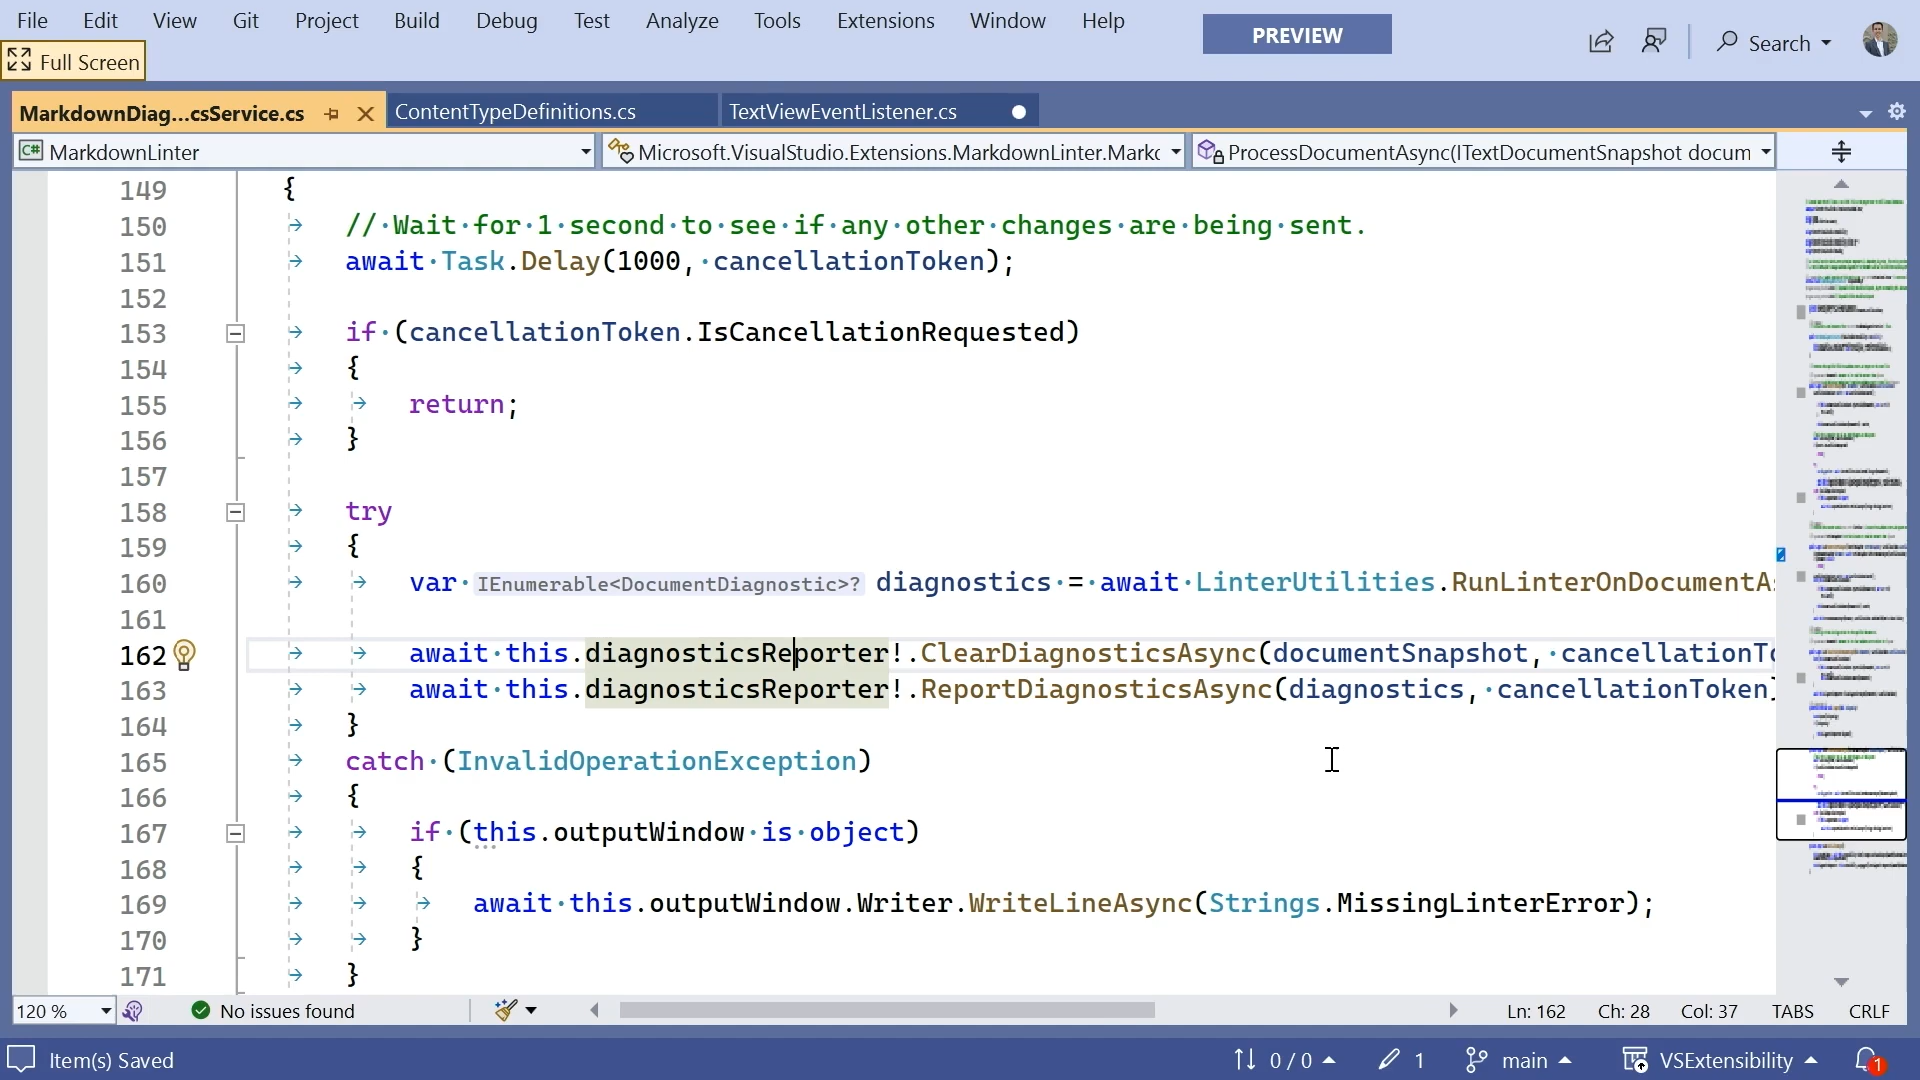 File Edit View Git Project Build Debug Test Analyze Tools Extensions Window Help
PREVIEW
Search
Full Screen
MarkdownDiag...csService.cs ContentTypeDefinitions.cs TextViewEventListener.cs
C# MarkdownLinter Microsoft.VisualStudio.Extensions.MarkdownLinter.Markc ProcessDocumentAsync(ITextDocumentSnapshot docum
149 {
150 // Wait for 1 second to see if any other changes are being sent.
151 await Task.Delay(1000, cancellationToken);
152
153 if (cancellationToken.IsCancellationRequested)
154 {
155 return;
156 }
157
158 try
159 {
160 var IEnumerable<DocumentDiagnostic>? diagnostics = await LinterUtilities.RunLinterOnDocumentA
161
162 await this.diagnosticsReporter!.ClearDiagnosticsAsync(documentSnapshot, cancellationT
163 await this.diagnosticsReporter!.ReportDiagnosticsAsync(diagnostics, cancellationToken)
164 }
165 catch (InvalidOperationException)
166 {
167 if (this.outputWindow is object)
168 {
169 await this.outputWindow.Writer.WriteLineAsync(Strings.MissingLinterError);
170 }
171 }
120 % No issues found Ln: 162 Ch: 28 Col: 37 TABS CRLF
Item(s) Saved 0 / 0 1 main VSExtensibility 1